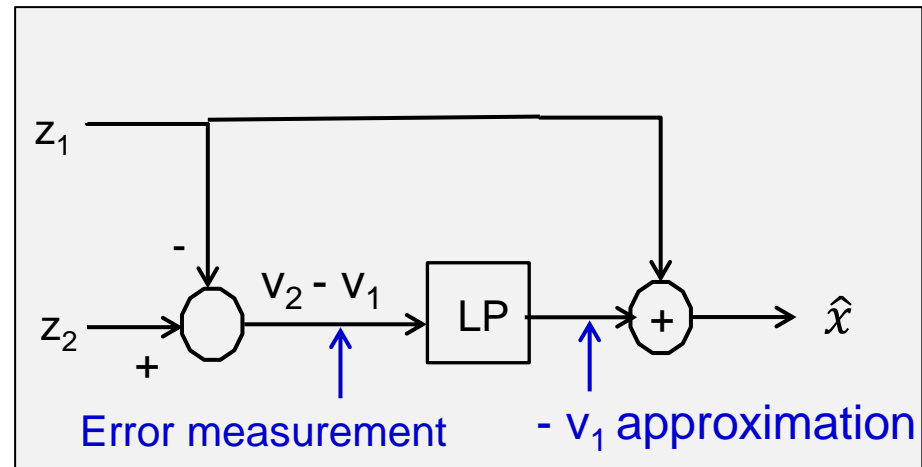 z₁
-
v₂ - v₁
z₂
LP
+
x̂
+
Error measurement
- v₁ approximation